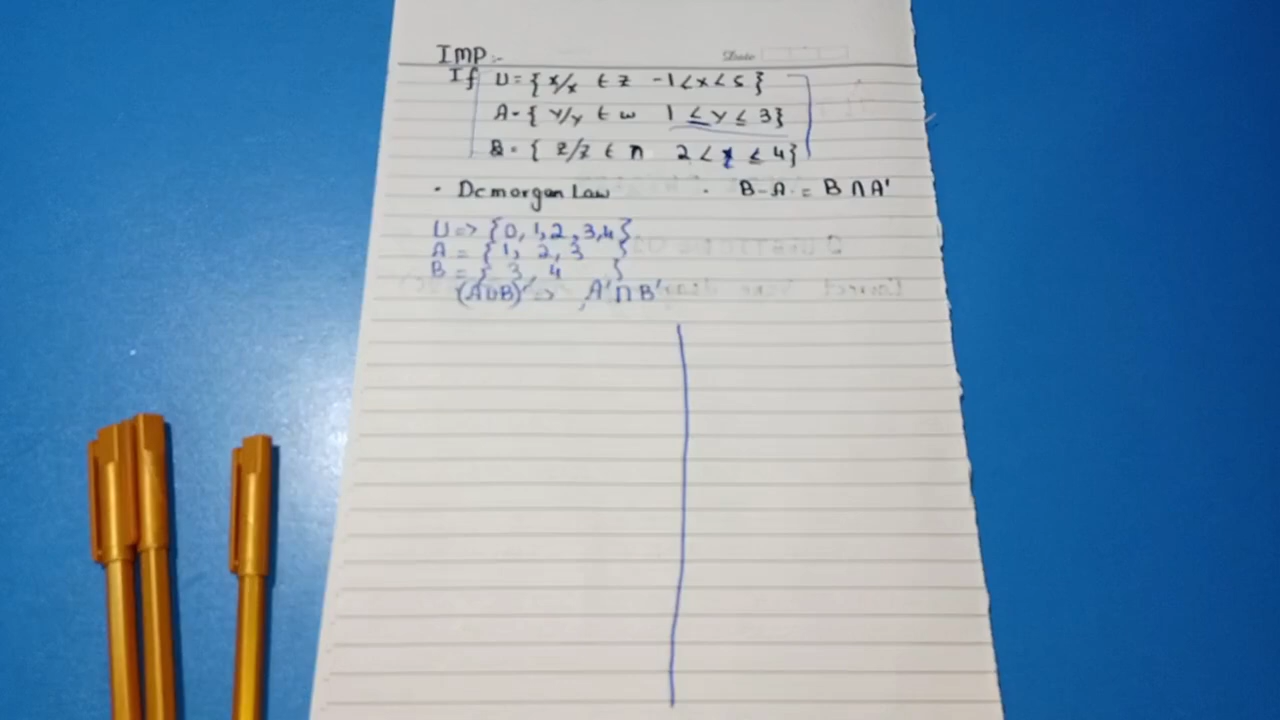 IMP:-
Date
If U = { x/x ∈ z -1 < x < 5 }
A = { y/y ∈ w 1 ≤ y ≤ 3 }
B = { z/z ∈ n 2 < z ≤ 4 }
· Demorgan Law · B-A = B ∩ A'
U => { 0, 1, 2, 3, 4 }
A = { 1, 2, 3 }
B = { 3, 4 }
(A∪B)' => A' ∩ B'